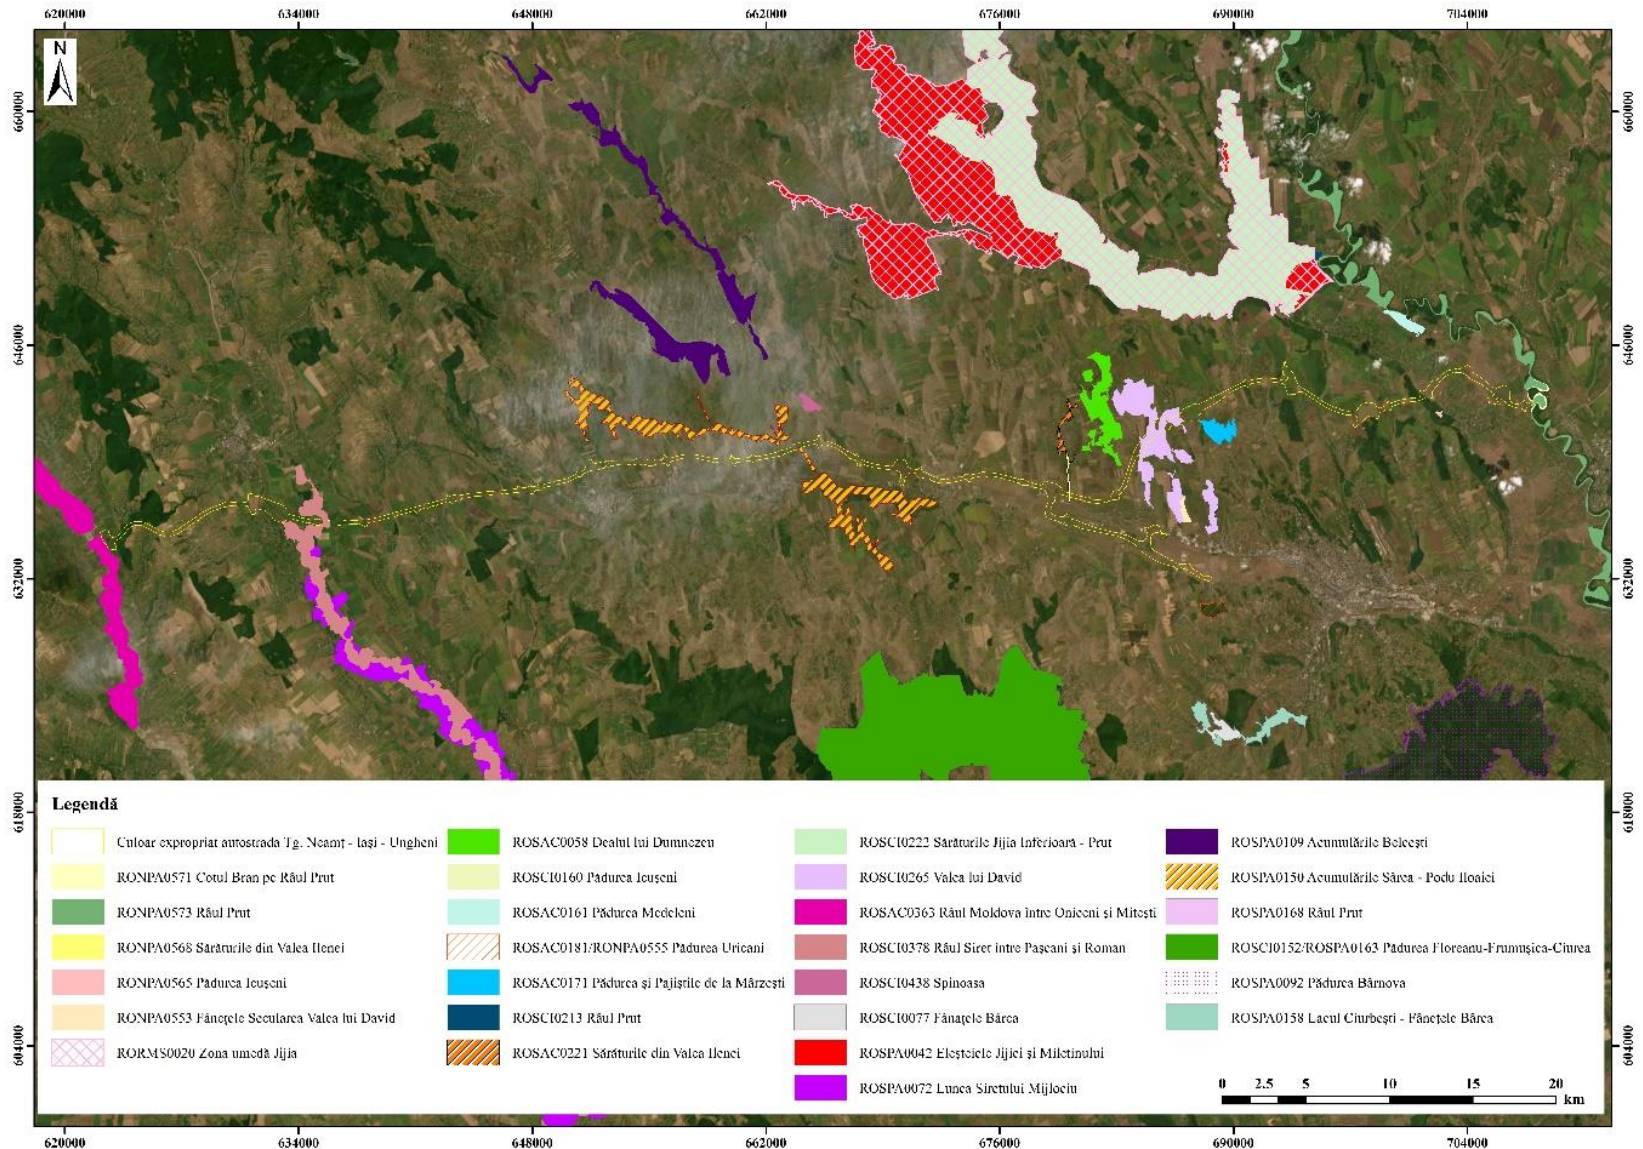 620000 634000 648000 662000 676000 690000 704000
N
660000 660000
646000 646000
632000 632000
618000 618000
604000 604000
Legendă
Culoar expropriat autostrada Tg. Neamț - Iași - Ungheni
RONPA0571 Cotul Bran pe Râul Prut
RONPA0573 Râul Prut
RONPA0568 Sărăturile din Valea Ilenei
RONPA0565 Pădurea Icușeni
RONPA0553 Fânețele Seculare Valea lui David
RORMS0020 Zona umedă Jijia
ROSAC0058 Dealul lui Dumnezeu
ROSCI0160 Pădurea Icușeni
ROSAC0161 Pădurea Medeleni
ROSAC0181/RONPA0555 Pădurea Uricani
ROSAC0171 Pădurea și Pajiștile de la Mârzești
ROSCI0213 Râul Prut
ROSAC0221 Sărăturile din Valea Ilenei
ROSCI0222 Sărăturile Jijia Inferioară - Prut
ROSCI0265 Valea lui David
ROSAC0363 Râul Moldova între Oniceni și Mitești
ROSCI0378 Râul Siret între Pașcani și Roman
ROSCI0438 Spinoasa
ROSCI0077 Fânațele Bârca
ROSPA0042 Eleșteiele Jijiei și Miletinului
ROSPA0072 Lunca Siretului Mijlociu
ROSPA0109 Acumulările Belcești
ROSPA0150 Acumulările Sârca - Podu Iloaiei
ROSPA0168 Râul Prut
ROSCI0152/ROSPA0163 Pădurea Floreanu-Frumușica-Ciurea
ROSPA0092 Pădurea Bârnova
ROSPA0158 Lacul Ciurbești - Fânețele Bârca
0 2.5 5 10 15 20
km
620000 634000 648000 662000 676000 690000 704000